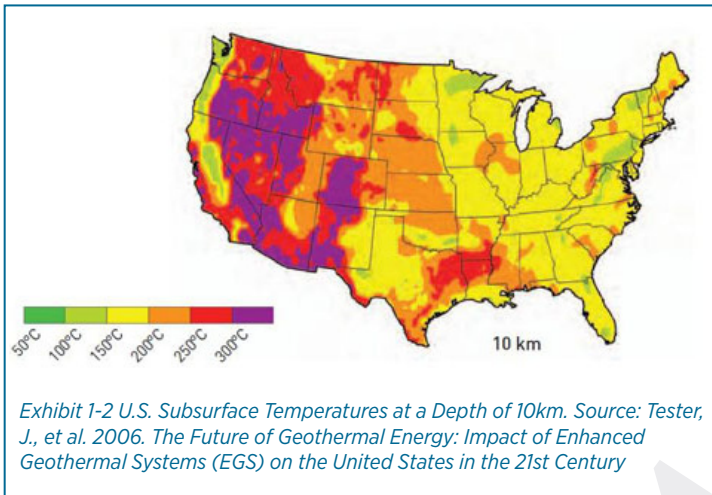 10 km
50°C
100°C
150°C
200°C
250°C
300°C
Exhibit 1-2 U.S. Subsurface Temperatures at a Depth of 10km. Source: Tester,
J., et al. 2006. The Future of Geothermal Energy: Impact of Enhanced
Geothermal Systems (EGS) on the United States in the 21st Century